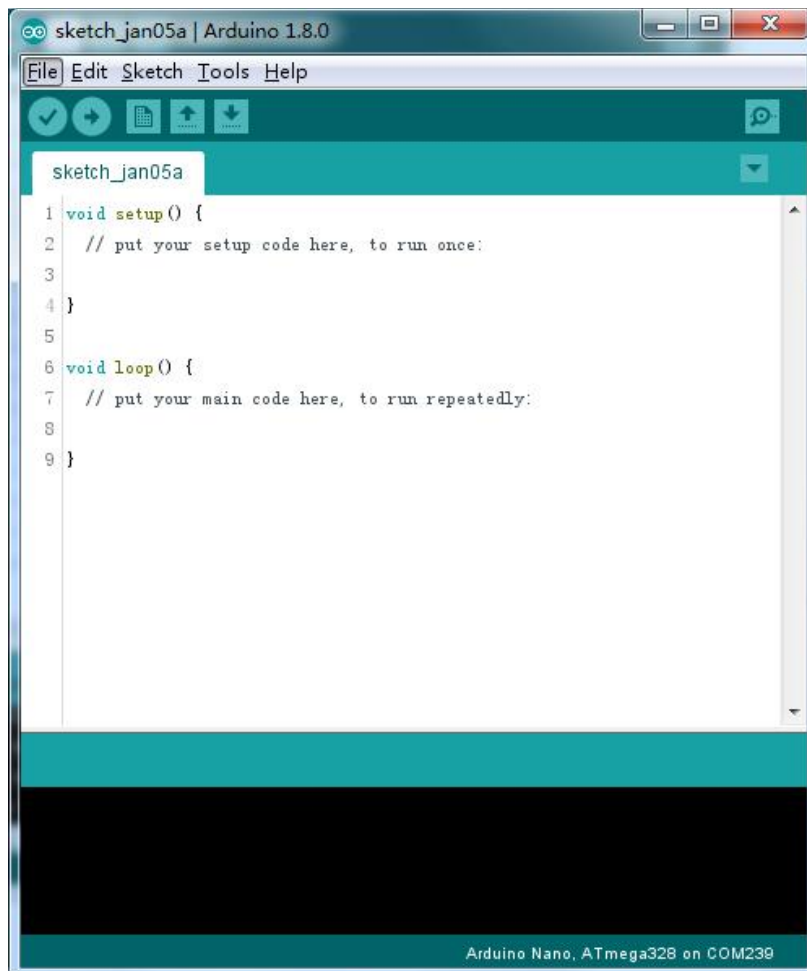 sketch_jan05a | Arduino 1.8.0
File Edit Sketch Tools Help
sketch_jan05a
1 void setup() {
2   // put your setup code here, to run once:
3
4 }
5
6 void loop() {
7   // put your main code here, to run repeatedly:
8
9 }
Arduino Nano, ATmega328 on COM239